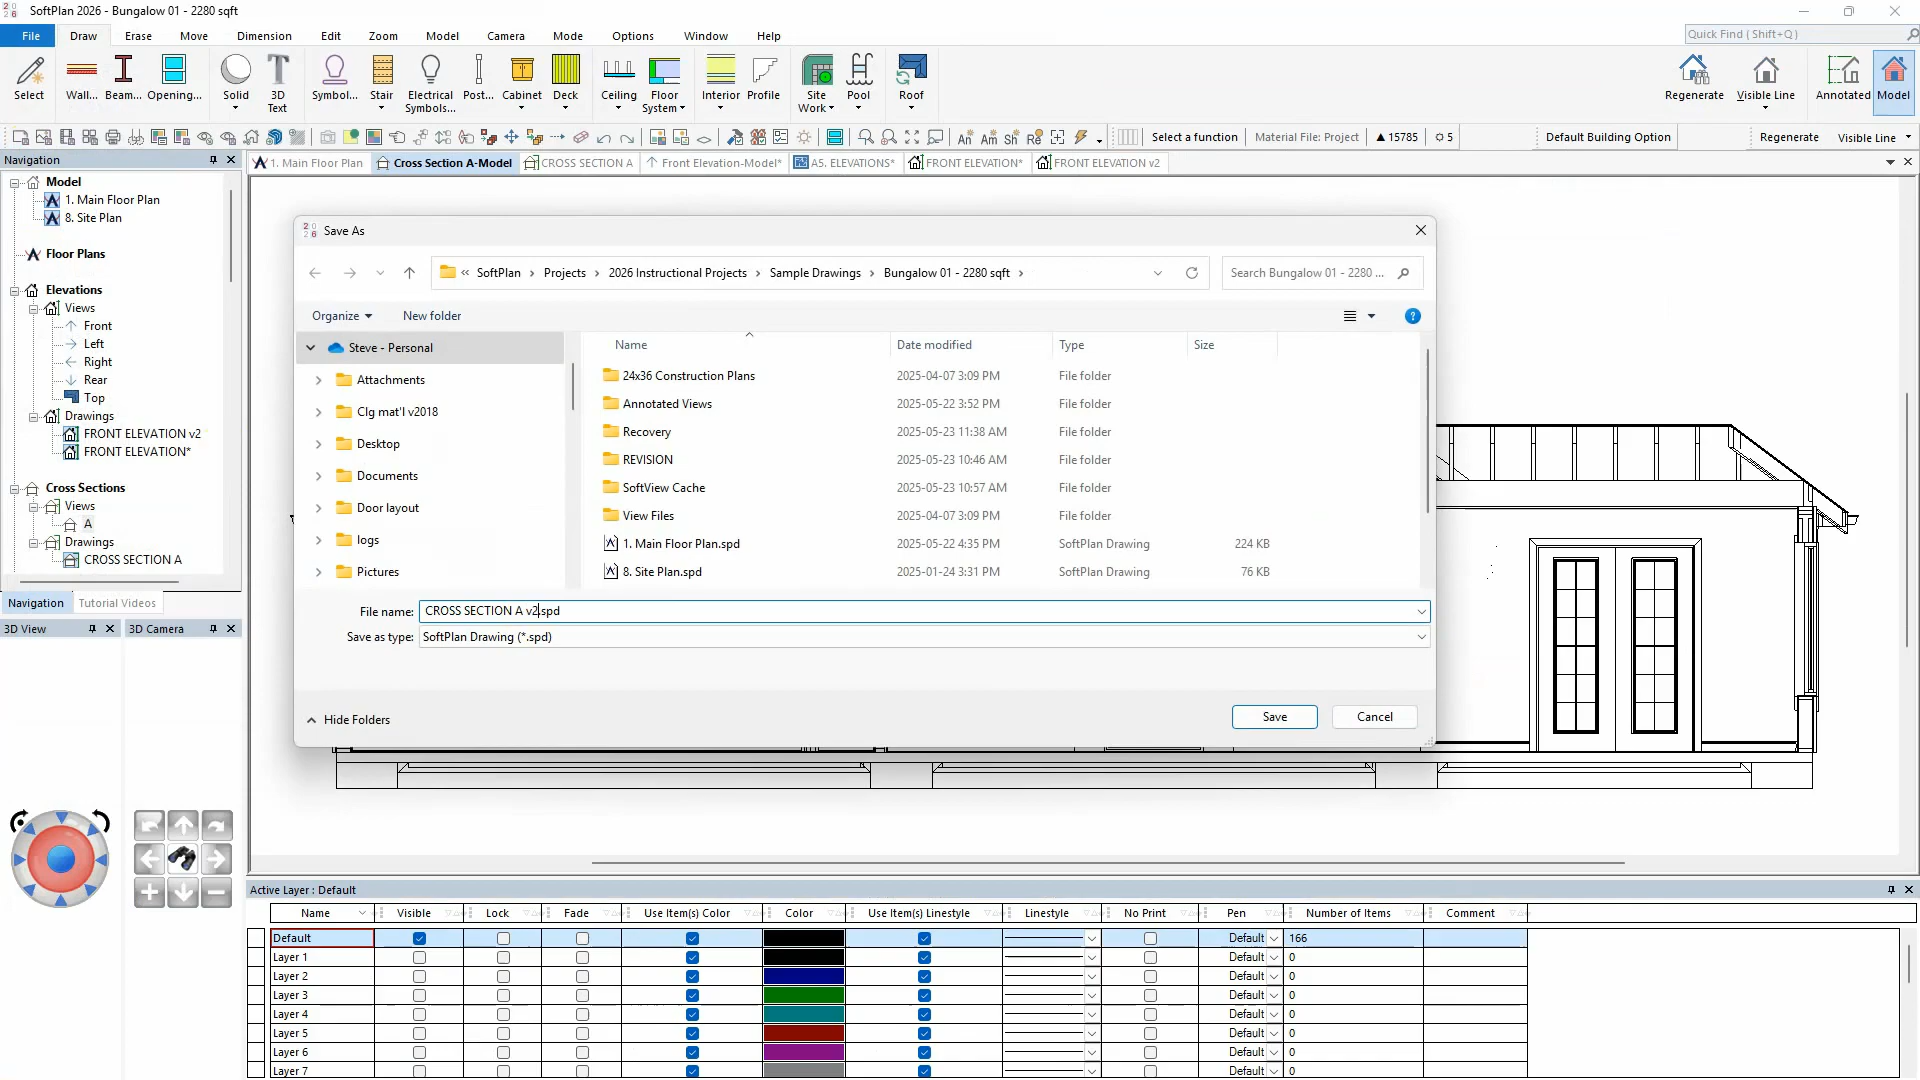 SoftPlan 2026 - Bungalow 01 - 2280 sqft
File Draw Erase Move Dimension Edit Zoom Model Camera Mode Options Window Help
Quick Find ( Shift+Q )
Select Wall... Beam... Opening... Solid 3D Text Symbol... Stair Electrical Symbols... Post... Cabinet Deck Ceiling Floor System Interior Profile Site Work Pool Roof Regenerate Visible Line Annotated Model
Select a function Material File: Project 15785 5 Default Building Option Regenerate Visible Line
Navigation
1. Main Floor Plan Cross Section A-Model CROSS SECTION A Front Elevation-Model* A5. ELEVATIONS* FRONT ELEVATION* FRONT ELEVATION v2
Model
1. Main Floor Plan
8. Site Plan
Floor Plans
Elevations
Views
Front
Left
Right
Rear
Top
Drawings
FRONT ELEVATION v2
FRONT ELEVATION*
Cross Sections
Views
A
Drawings
CROSS SECTION A
Navigation Tutorial Videos
3D View 3D Camera
Save As
« SoftPlan › Projects › 2026 Instructional Projects › Sample Drawings › Bungalow 01 - 2280 sqft ›
Search Bungalow 01 - 2280 ...
Organize New folder
Steve - Personal
Attachments
Clg mat'l v2018
Desktop
Documents
Door layout
logs
Pictures
Name Date modified Type Size
24x36 Construction Plans 2025-04-07 3:09 PM File folder
Annotated Views 2025-05-22 3:52 PM File folder
Recovery 2025-05-23 11:38 AM File folder
REVISION 2025-05-23 10:46 AM File folder
SoftView Cache 2025-05-23 10:57 AM File folder
View Files 2025-04-07 3:09 PM File folder
1. Main Floor Plan.spd 2025-05-22 4:35 PM SoftPlan Drawing 224 KB
8. Site Plan.spd 2025-01-24 3:31 PM SoftPlan Drawing 76 KB
File name: CROSS SECTION A v2.spd
Save as type: SoftPlan Drawing (*.spd)
Hide Folders Save Cancel
Active Layer : Default
Name Visible Lock Fade Use Item(s) Color Color Use Item(s) Linestyle Linestyle No Print Pen Number of Items Comment
Default Default 166
Layer 1 Default 0
Layer 2 Default 0
Layer 3 Default 0
Layer 4 Default 0
Layer 5 Default 0
Layer 6 Default 0
Layer 7 Default 0